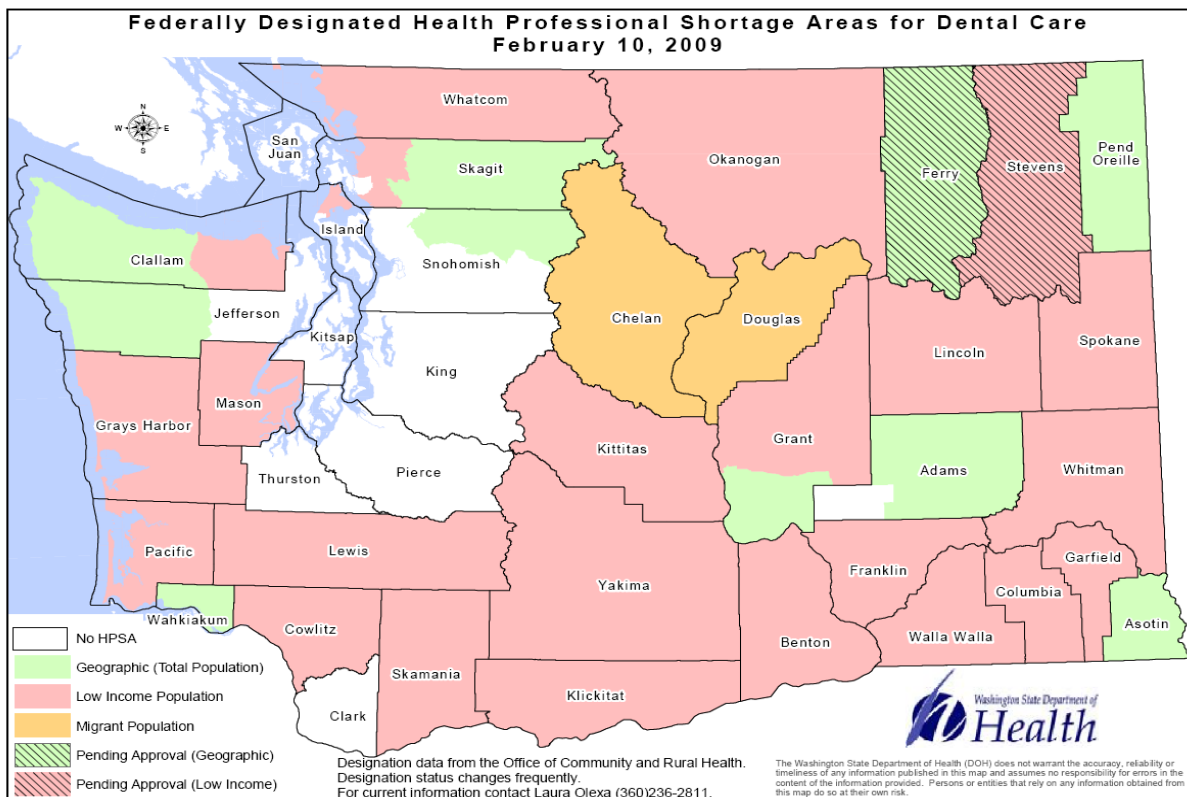 Federally Designated Health Professional Shortage Areas for Dental Care
February 10, 2009
N
W E
S
San
Juan
Whatcom
Skagit
Okanogan
Ferry
Stevens
Pend
Oreille
Island
Clallam
Snohomish
Jefferson
Kitsap
Chelan
Douglas
King
Lincoln
Spokane
Mason
Grays Harbor
Kittitas
Grant
Adams
Whitman
Thurston
Pierce
Pacific
Lewis
Yakima
Franklin
Garfield
Columbia
Wahkiakum
Cowlitz
Benton
Walla Walla
Asotin
Skamania
Klickitat
Clark
No HPSA
Geographic (Total Population)
Low Income Population
Migrant Population
Pending Approval (Geographic)
Pending Approval (Low Income)
Designation data from the Office of Community and Rural Health.
Designation status changes frequently.
For current information contact Laura Olexa (360)236-2811.
Washington State Department of
Health
The Washington State Department of Health (DOH) does not warrant the accuracy, reliability or
timeliness of any information published in this map and assumes no responsibility for errors in the
content of the information provided. Persons or entities that rely on any information obtained from
this map do so at their own risk.